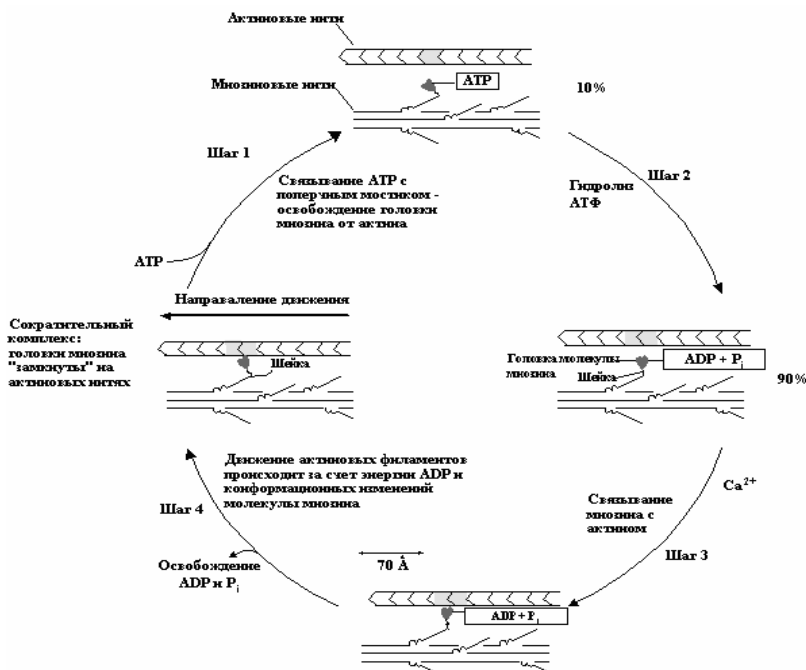 Актиновые нити
Миозиновые нити
ATP
10%
Шаг 1
Связывание АТР с
поперчным мостиком -
освобождение головки
миозина от актина
Шаг 2
Гидролиз
АТФ
ATP
Направаление движения
Сократительный
комплекс:
головки миозина
"замкнуты" на
актиновых нитях
Шейка
Головка молекулы
миозина
Шейка
ADP + Pi
90%
Движение актиновых филаментов
происходит за счет энергии ADP и
конформационных изменений
молекулы миозина
Шаг 4
Ca2+
Связывание
миозина с
актином
Шаг 3
Освобождение
ADP и Pi
70 Å
ADP + Pi